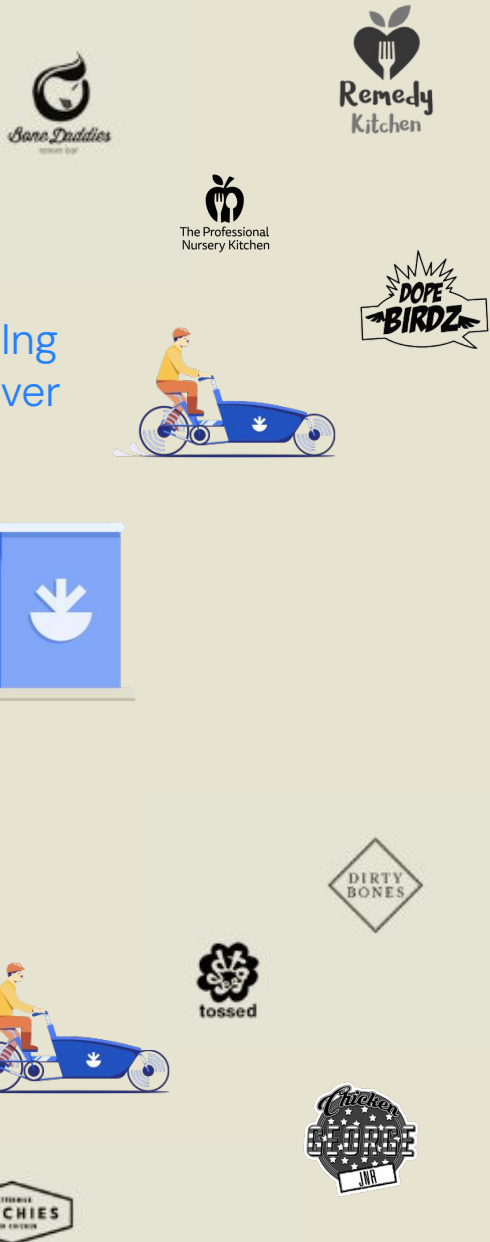 Remedy
Kitchen
Bone Daddies
The Professional
Nursery Kitchen
DOPE
BIRDZ
lng
ver
DIRTY
BONES
tossed
Chicken
GEORGE
JNR
CHIES